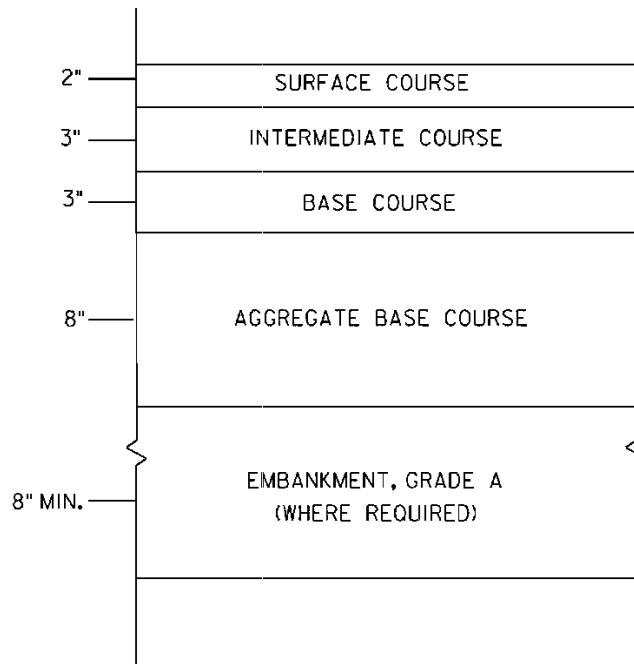 2" SURFACE COURSE
3" INTERMEDIATE COURSE
3" BASE COURSE
8" AGGREGATE BASE COURSE
8" MIN. EMBANKMENT, GRADE A
(WHERE REQUIRED)